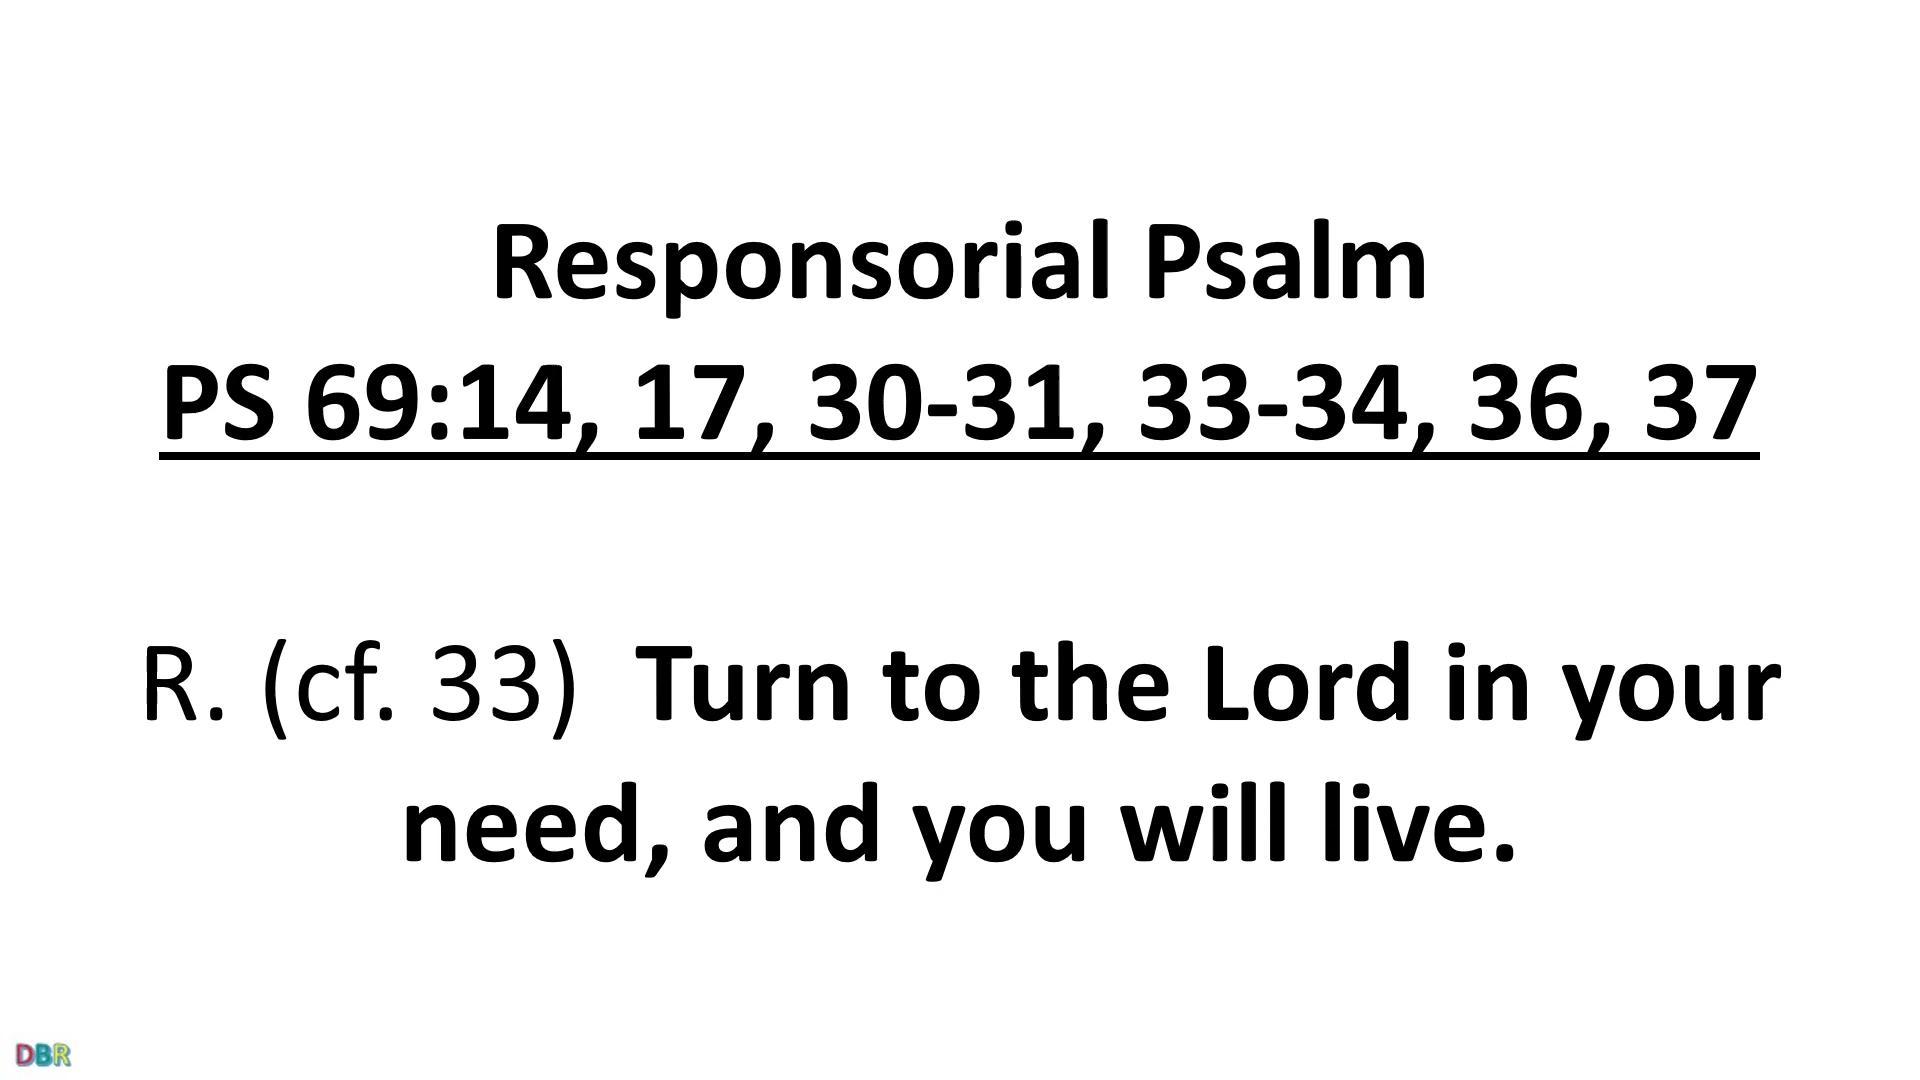 Responsorial Psalm
PS 69:14, 17, 30-31, 33-34, 36, 37
R. (cf. 33)  Turn to the Lord in your
need, and you will live.
DBR